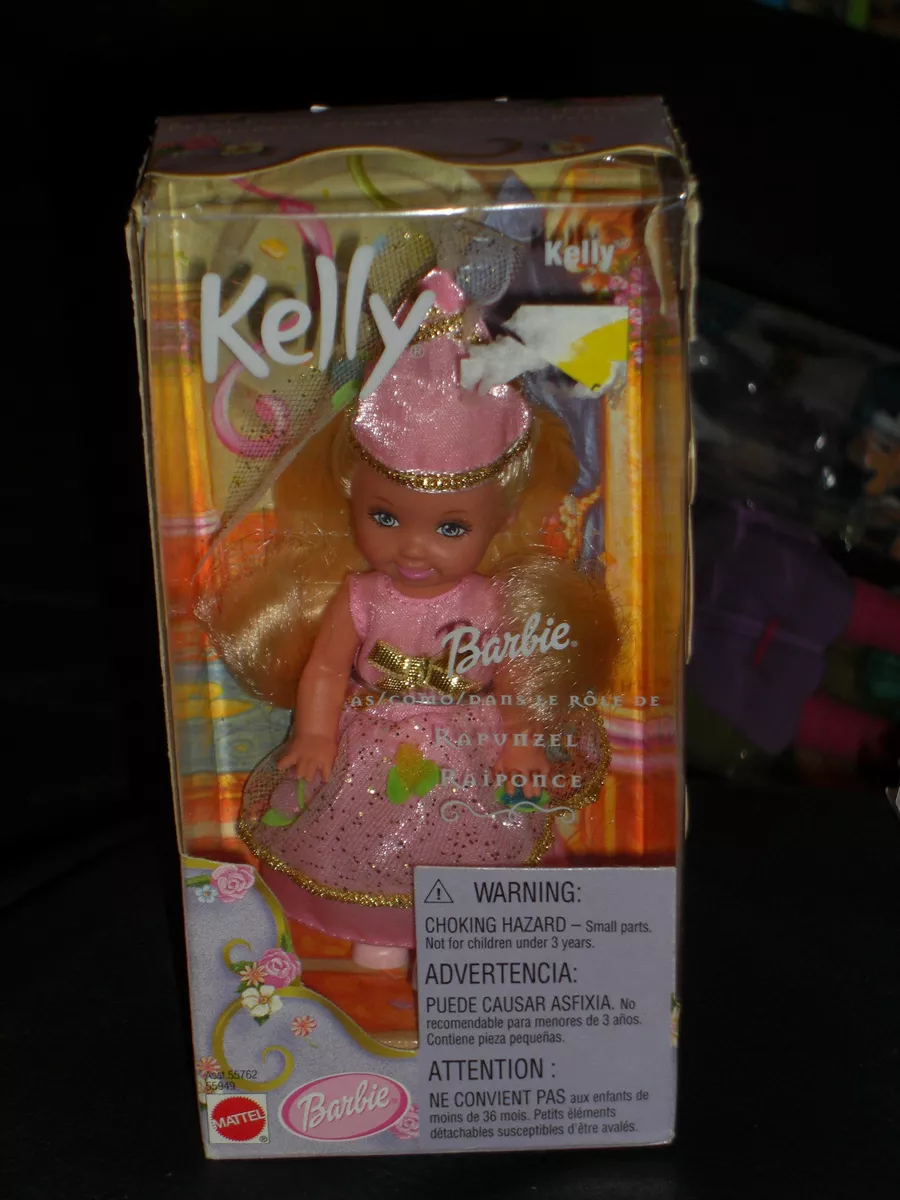 Kelly™
Kelly®
Barbie®
AS/COMO/DANS LE RÔLE DE
RAPUNZEL
RAIPONCE
⚠ WARNING:
CHOKING HAZARD – Small parts.
Not for children under 3 years.
ADVERTENCIA:
PUEDE CAUSAR ASFIXIA. No
recomendable para menores de 3 años.
Contiene pieza pequeñas.
ATTENTION :
NE CONVIENT PAS aux enfants de
moins de 36 mois. Petits éléments
détachables susceptibles d'être avalés.
Asst. 55762
55949
MATTEL®
Barbie